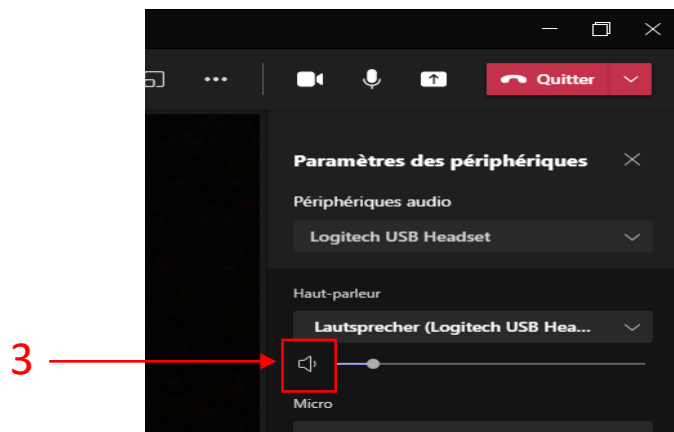 Quitter
Paramètres des périphériques
Périphériques audio
Logitech USB Headset
Haut-parleur
Lautsprecher (Logitech USB Hea...
3
Micro